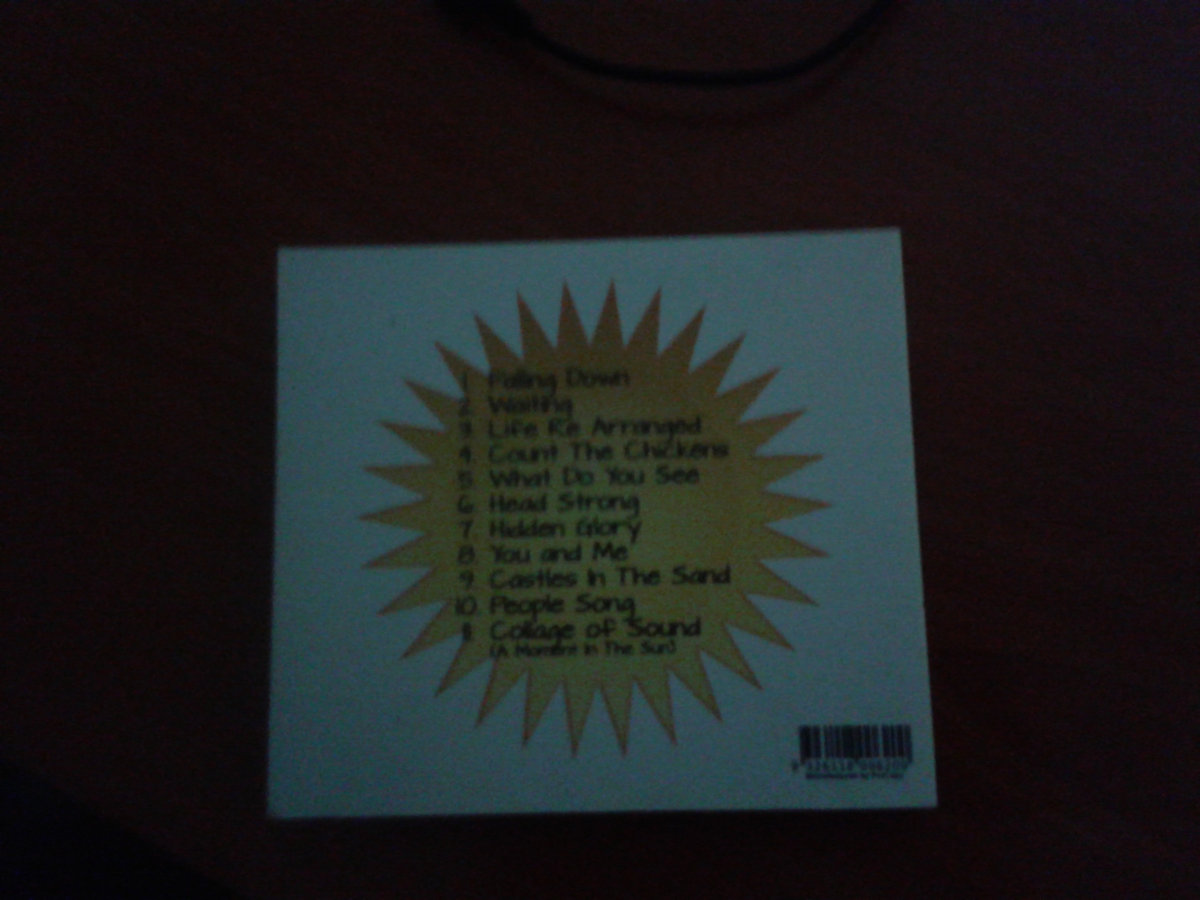 1 Falling Down
2 Waiting
3 Life Re Arranged
4 Count The Chickens
5 What Do You See
6 Head Strong
7 Hidden Glory
8 You and Me
9 Castles In The Sand
10 People Song
11 Collage of Sound
(A Moment In The Sun)